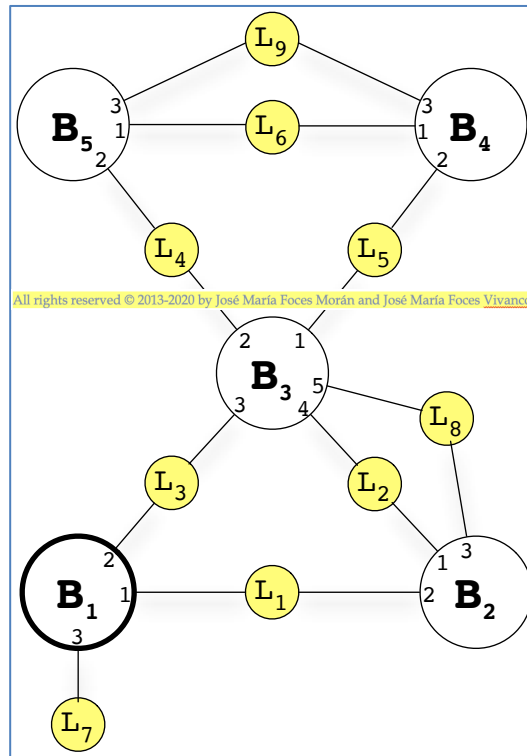 L9
3 3
B5 1 L6 1 B4
2 2
L4 L5
All rights reserved © 2013-2020 by José María Foces Morán and José María Foces Vivanco
2 1
B3 5
3 4
L8
L3 L2
2 1 3
B1 1 L1 2 B2
3
L7